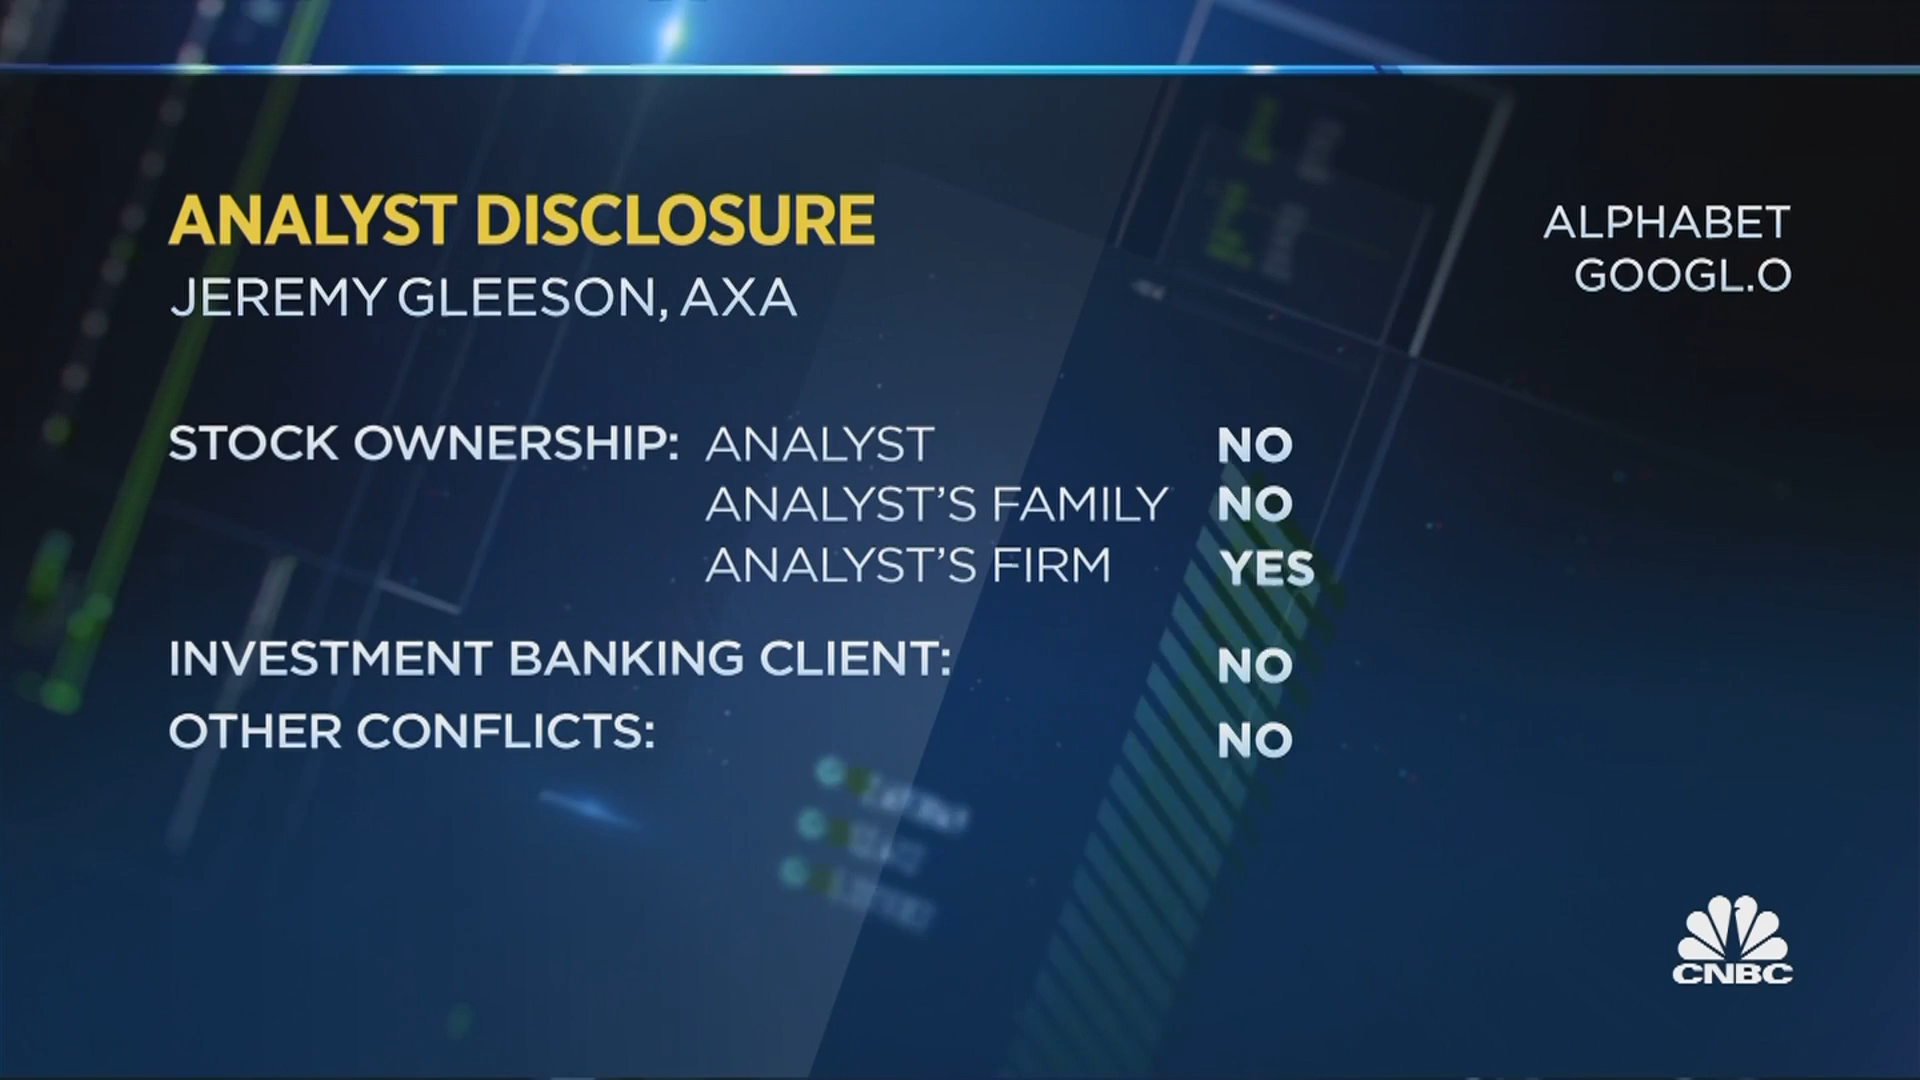 ANALYST DISCLOSURE
JEREMY GLEESON, AXA
ALPHABET
GOOGL.O
STOCK OWNERSHIP: ANALYST NO
ANALYST'S FAMILY NO
ANALYST'S FIRM YES
INVESTMENT BANKING CLIENT: NO
OTHER CONFLICTS: NO
CNBC